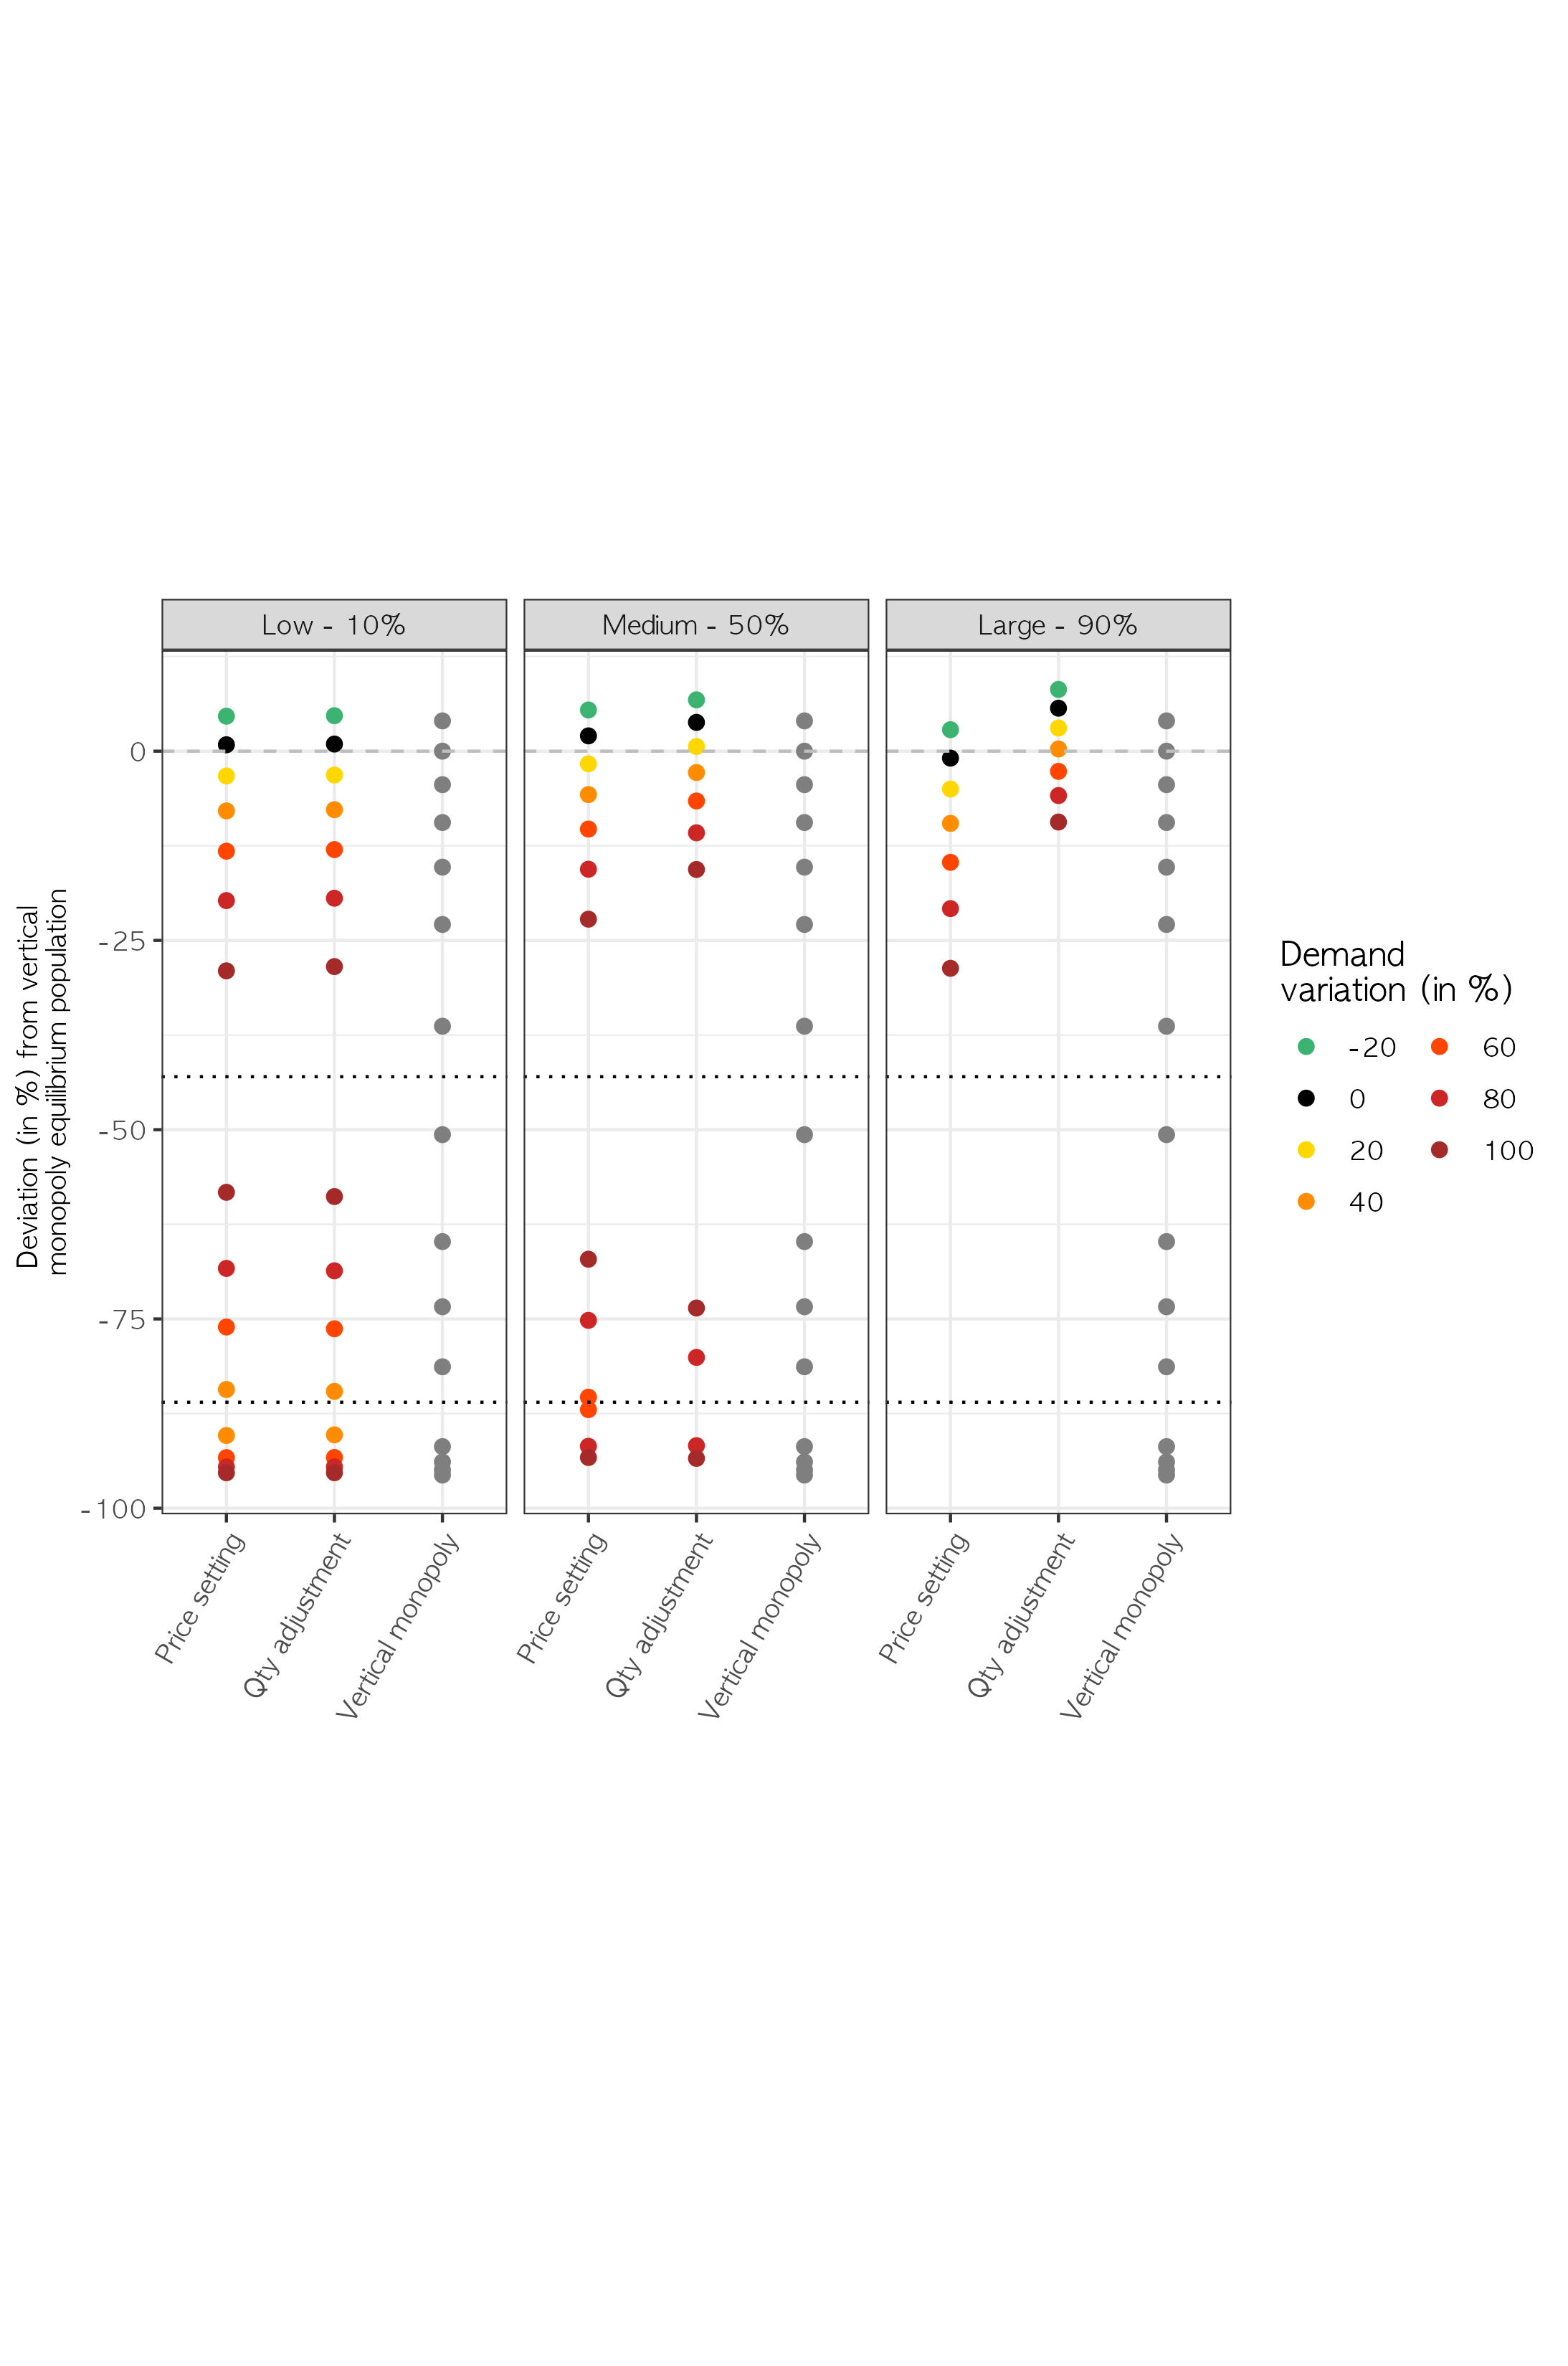 Low - 10%
Medium - 50%
Large - 90%
Deviation (in %) from vertical
monopoly equilibrium population
0
-25
-50
-75
-100
Price setting
Qty adjustment
Vertical monopoly
Price setting
Qty adjustment
Vertical monopoly
Price setting
Qty adjustment
Vertical monopoly
Demand
variation (in %)
-20
0
20
40
60
80
100